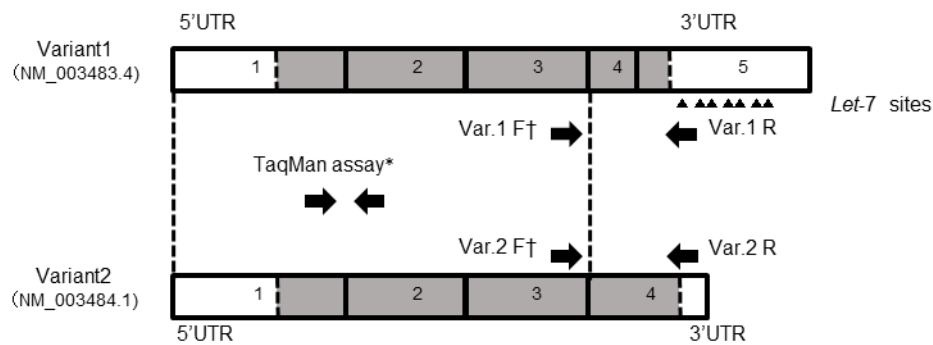 5'UTR 3'UTR
Variant1
(NM_003483.4)
1 2 3 4 5
Let-7 sites
Var.1 F† Var.1 R
TaqMan assay*
Var.2 F† Var.2 R
Variant2
(NM_003484.1)
1 2 3 4
5'UTR 3'UTR